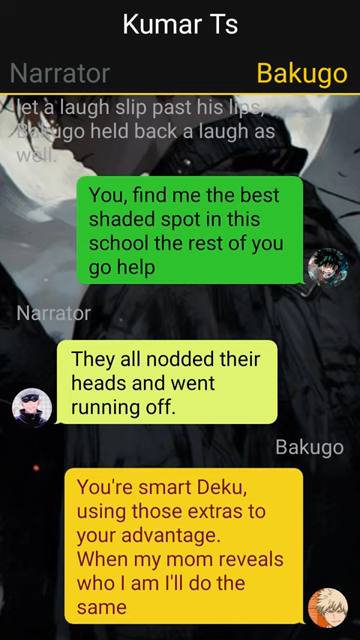 Kumar Ts
Narrator
Bakugo
let a laugh slip past his lips,
Bakugo held back a laugh as
well.
You, find me the best
shaded spot in this
school the rest of you
go help
Narrator
They all nodded their
heads and went
running off.
Bakugo
You're smart Deku,
using those extras to
your advantage.
When my mom reveals
who I am I'll do the
same